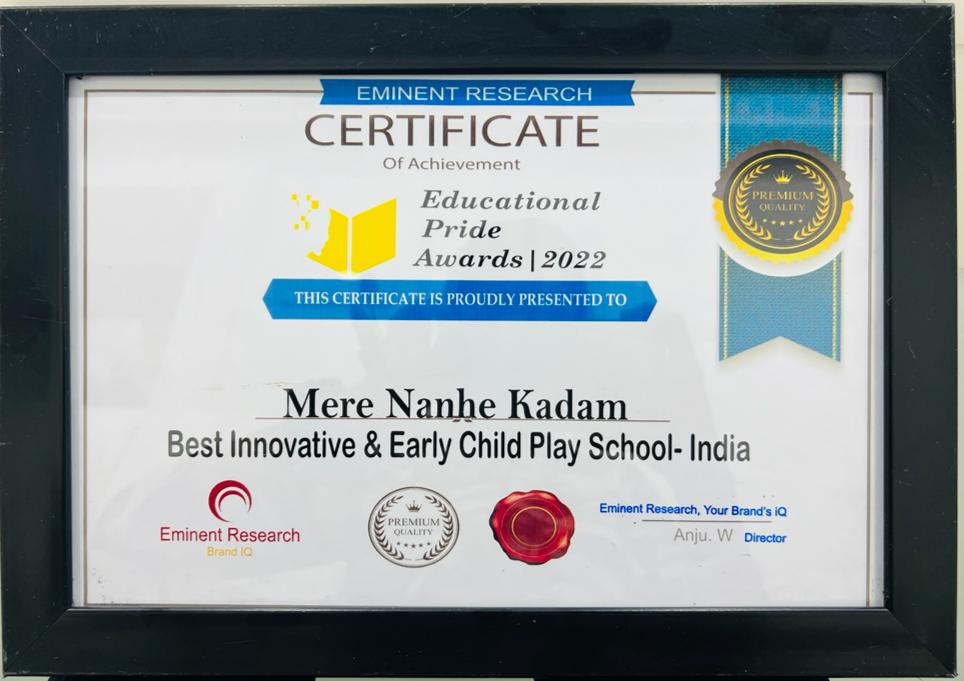 EMINENT RESEARCH
CERTIFICATE
Of Achievement
Educational
Pride
Awards|2022
PREMIUM
QUALITY
THIS CERTIFICATE IS PROUDLY PRESENTED TO
Mere Nanhe Kadam
Best Innovative & Early Child Play School- India
Eminent Research
Brand IQ
PREMIUM
QUALITY
Eminent Research, Your Brand's iQ
Anju. W Director